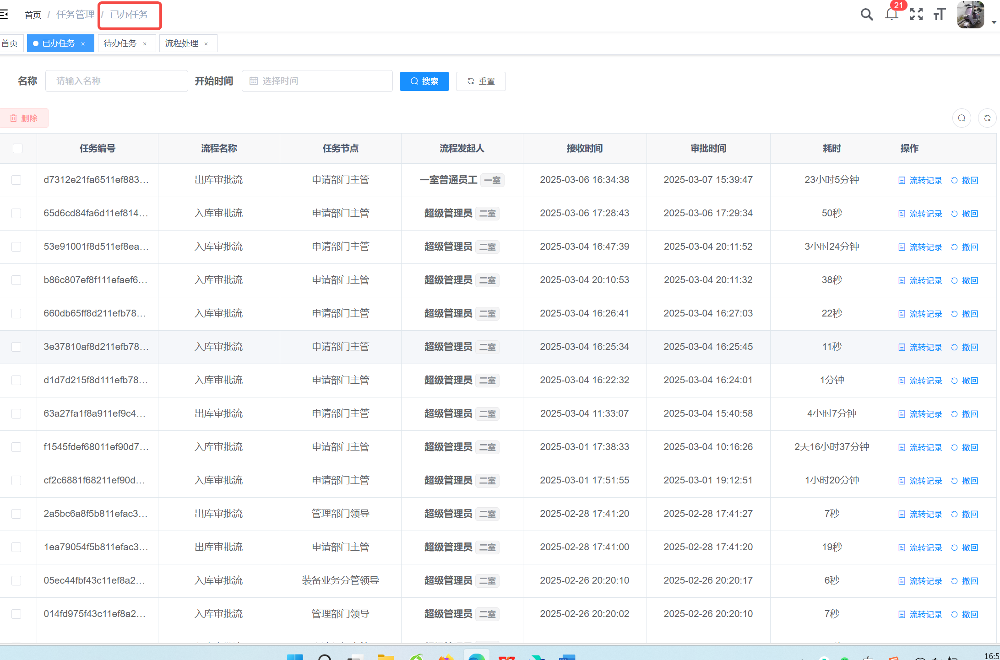 首页 / 任务管理 / 已办任务
21
首页 已办任务 × 待办任务 × 流程处理 ×
名称 请输入名称 开始时间 选择时间 搜索 重置
删除
任务编号 流程名称 任务节点 流程发起人 接收时间 审批时间 耗时 操作
d7312e21fa6511ef883... 出库审批流 申请部门主管 一室普通员工 一室 2025-03-06 16:34:38 2025-03-07 15:39:47 23小时5分钟 流转记录 撤回
65d6cd84fa6d11ef814... 入库审批流 申请部门主管 超级管理员 二室 2025-03-06 17:28:43 2025-03-06 17:29:34 50秒 流转记录 撤回
53e91001f8d511ef8ea... 入库审批流 申请部门主管 超级管理员 二室 2025-03-04 16:47:39 2025-03-04 20:11:52 3小时24分钟 流转记录 撤回
b86c807ef8f111efaef6... 入库审批流 申请部门主管 超级管理员 二室 2025-03-04 20:10:53 2025-03-04 20:11:32 38秒 流转记录 撤回
660db65ff8d211efb78... 入库审批流 申请部门主管 超级管理员 二室 2025-03-04 16:26:41 2025-03-04 16:27:03 22秒 流转记录 撤回
3e37810af8d211efb78... 入库审批流 申请部门主管 超级管理员 二室 2025-03-04 16:25:34 2025-03-04 16:25:45 11秒 流转记录 撤回
d1d7d215f8d111efb78... 入库审批流 申请部门主管 超级管理员 二室 2025-03-04 16:22:32 2025-03-04 16:24:01 1分钟 流转记录 撤回
63a27fa1f8a911ef9c4... 出库审批流 申请部门主管 超级管理员 二室 2025-03-04 11:33:07 2025-03-04 15:40:58 4小时7分钟 流转记录 撤回
f1545fdef68011ef90d7... 入库审批流 申请部门主管 超级管理员 二室 2025-03-01 17:38:33 2025-03-04 10:16:26 2天16小时37分钟 流转记录 撤回
cf2c6881f68211ef90d... 入库审批流 申请部门主管 超级管理员 二室 2025-03-01 17:51:55 2025-03-01 19:12:51 1小时20分钟 流转记录 撤回
2a5bc6a8f5b811efac3... 出库审批流 管理部门领导 超级管理员 二室 2025-02-28 17:41:20 2025-02-28 17:41:27 7秒 流转记录 撤回
1ea79054f5b811efac3... 出库审批流 申请部门主管 超级管理员 二室 2025-02-28 17:41:00 2025-02-28 17:41:20 19秒 流转记录 撤回
05ec44fbf43c11ef8a2... 入库审批流 装备业务分管领导 超级管理员 二室 2025-02-26 20:20:10 2025-02-26 20:20:17 6秒 流转记录 撤回
014fd975f43c11ef8a2... 入库审批流 管理部门领导 超级管理员 二室 2025-02-26 20:20:02 2025-02-26 20:20:10 7秒 流转记录 撤回